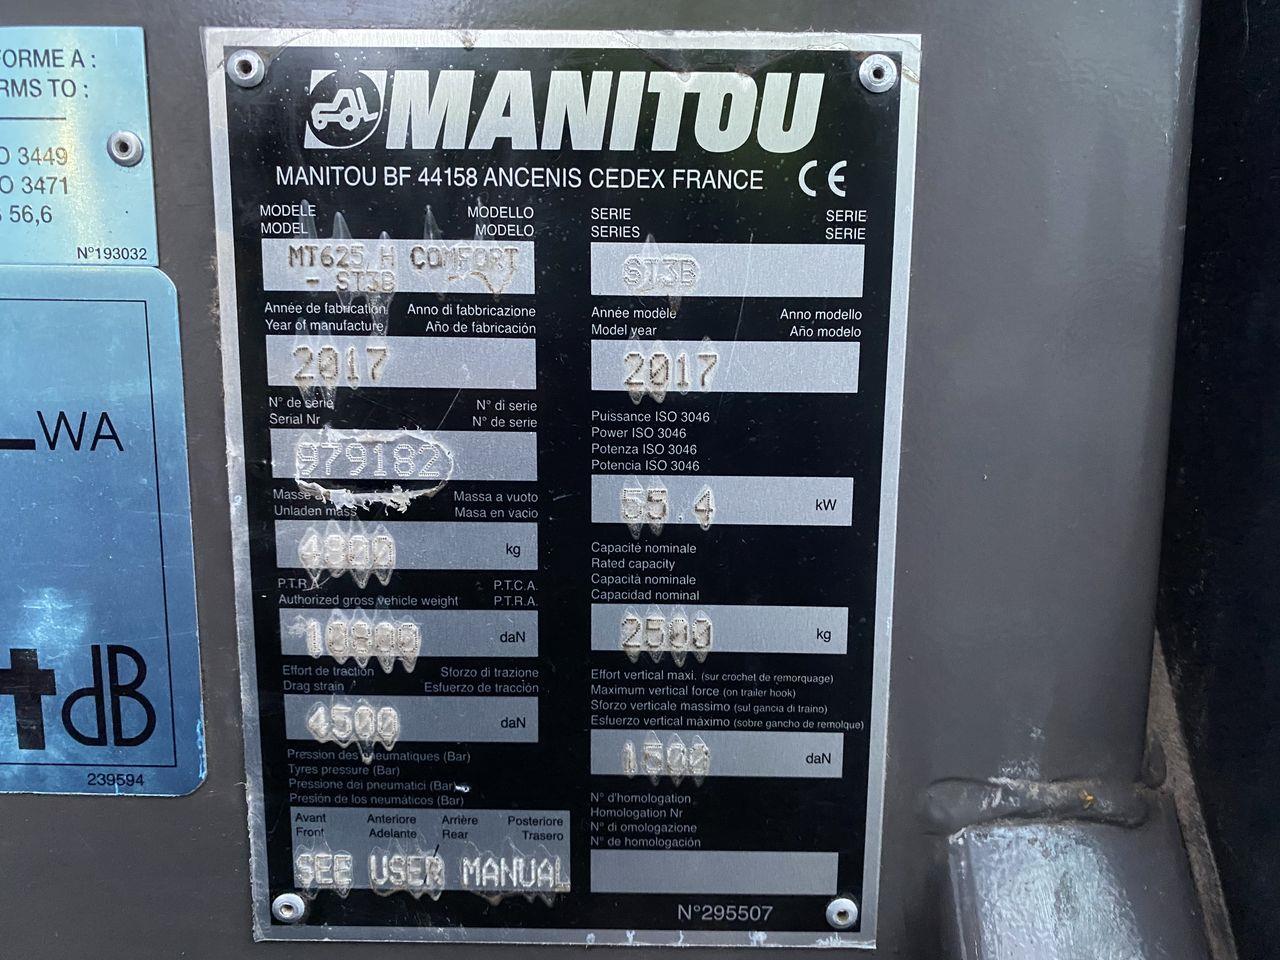 FORME A :
RMS TO :
O 3449
O 3471
S 56,6
N°193032
LWA
dB
239594
MANITOU
MANITOU BF 44158 ANCENIS CEDEX FRANCE CE
MODELE MODELLO
MODEL MODELO
MT625 H COMFORT
- ST3B
Année de fabrication Anno di fabbricazione
Year of manufacture Año de fabricación
2017
N° de série N° di serie
Serial Nr N° de serie
979182
Masse à Massa a vuoto
Unladen mass Masa en vacio
4800 kg
P.T.R.A. P.T.C.A.
Authorized gross vehicle weight P.T.R.A.
10800 daN
Effort de traction Sforzo di trazione
Drag strain Esfuerzo de tracción
4500 daN
Pression des pneumatiques (Bar)
Tyres pressure (Bar)
Pressione dei pneumatici (Bar)
Presión de los neumáticos (Bar)
Avant Anteriore Arrière Posteriore
Front Adelante Rear Trasero
SEE USER MANUAL
SERIE SERIE
SERIES SERIE
ST3B
Année modèle Anno modello
Model year Año modelo
2017
Puissance ISO 3046
Power ISO 3046
Potenza ISO 3046
Potencia ISO 3046
55.4 kW
Capacité nominale
Rated capacity
Capacità nominale
Capacidad nominal
2500 kg
Effort vertical maxi. (sur crochet de remorquage)
Maximum vertical force (on trailer hook)
Sforzo verticale massimo (sul gancia di traino)
Esfuerzo vertical máximo (sobre gancho de remolque)
1500 daN
N° d'homologation
Homologation Nr
N° di omologazione
N° de homologación
N°295507